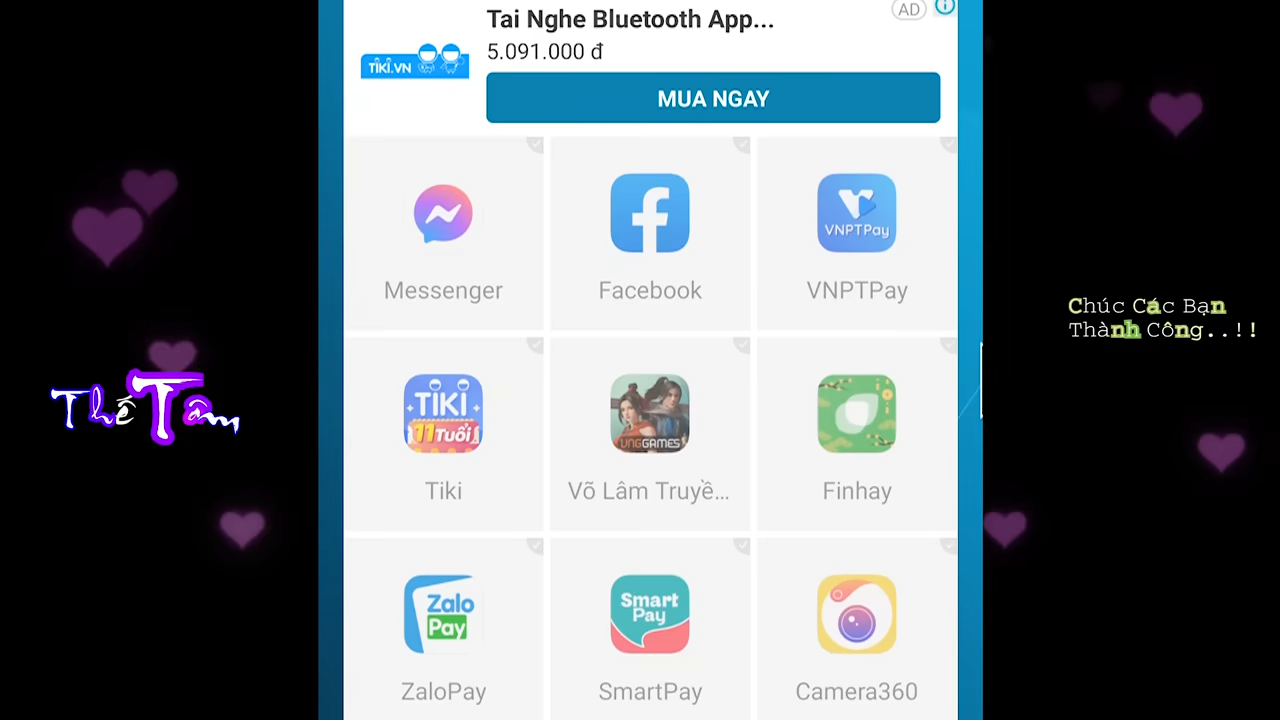 Tai Nghe Bluetooth App...
AD
5.091.000 đ
TIKI.VN
MUA NGAY
VNPTPay
Messenger
Facebook
VNPTPay
TIKI
11 Tuổi
VNGGAMES
Tiki
Võ Lâm Truyề...
Finhay
Zalo
Pay
Smart
Pay
ZaloPay
SmartPay
Camera360
Thế Tâm
Chúc Các Bạn
Thành Công..!!